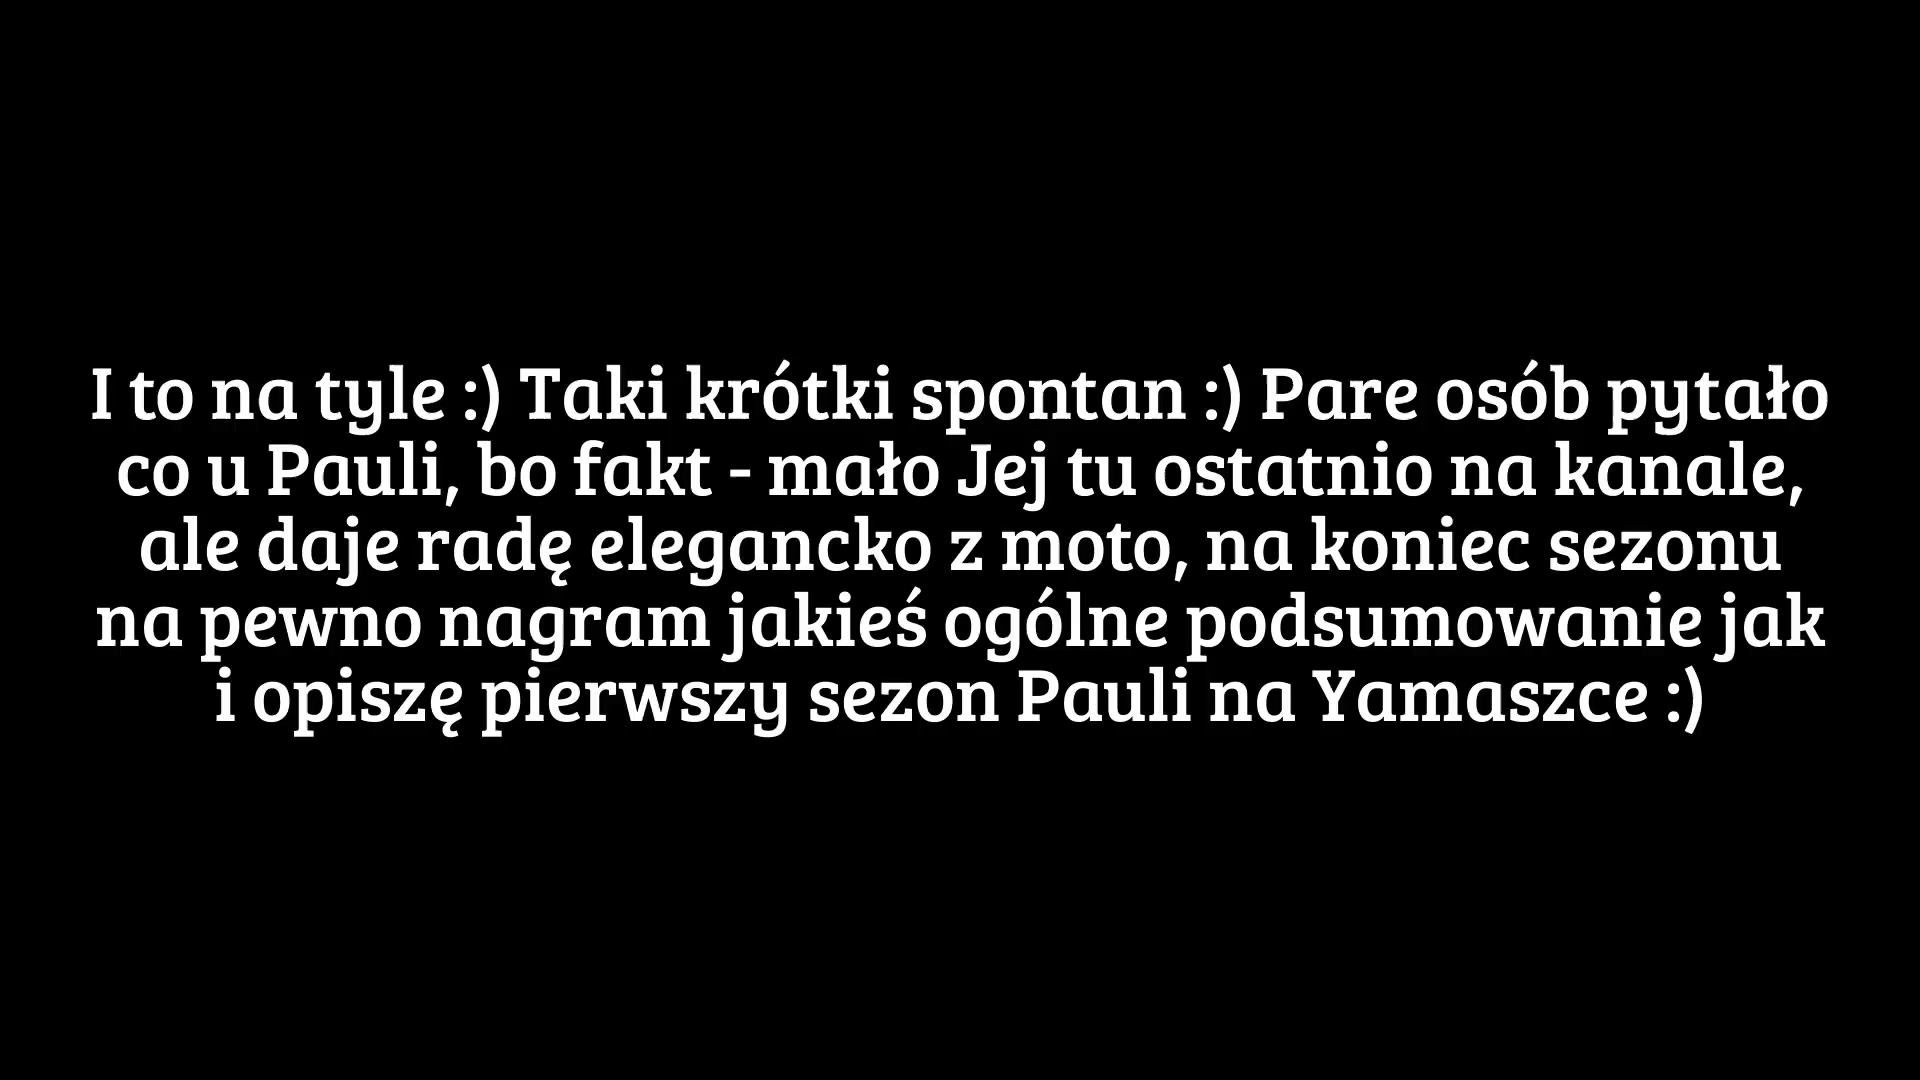 I to na tyle :) Taki krótki spontan :) Pare osób pytało
co u Pauli, bo fakt - mało Jej tu ostatnio na kanale,
ale daje radę elegancko z moto, na koniec sezonu
na pewno nagram jakieś ogólne podsumowanie jak
i opiszę pierwszy sezon Pauli na Yamaszce :)